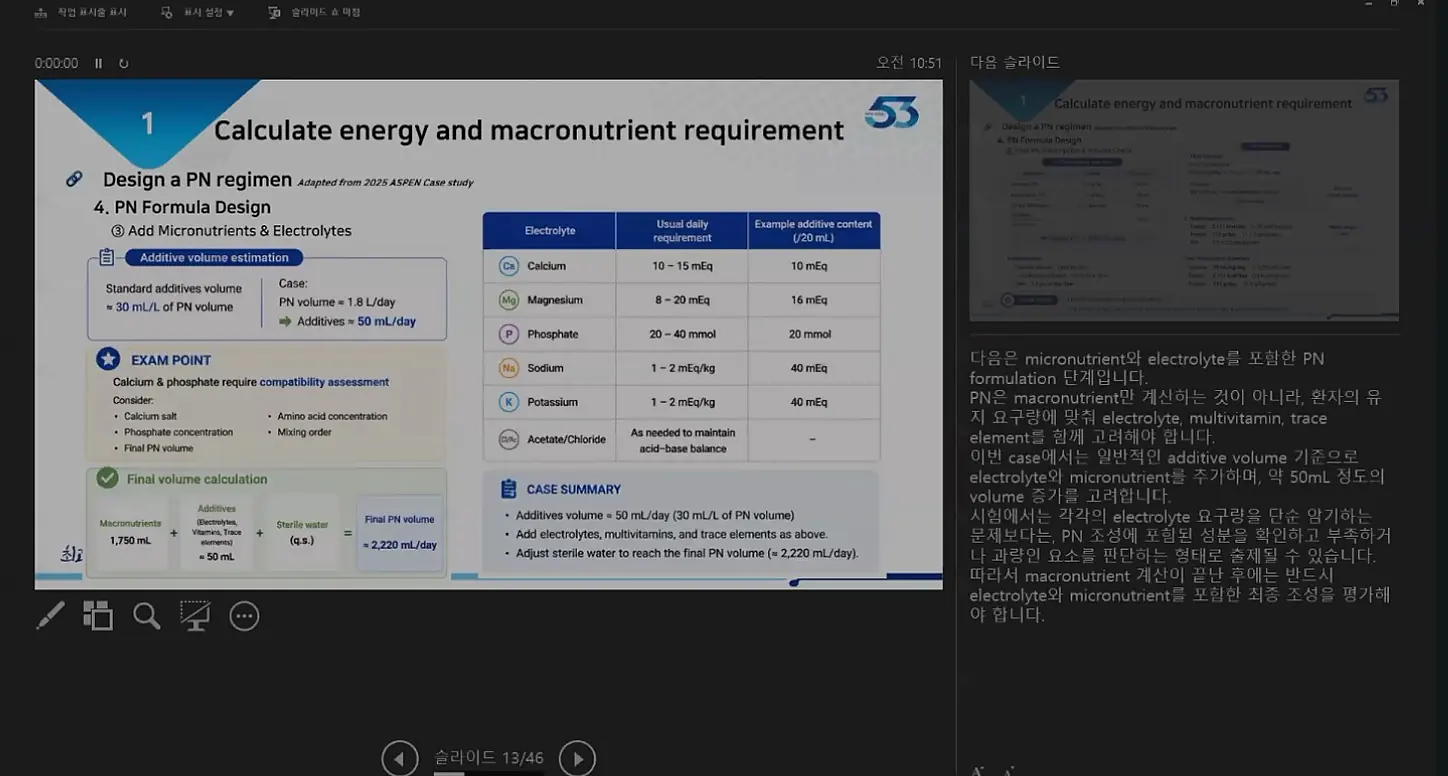 작업 표시줄 표시
표시 설정 ▼
슬라이드 쇼 마침
0:00:00
오전 10:51
다음 슬라이드
1
Calculate energy and macronutrient requirement
53
Design a PN regimen Adapted from 2025 ASPEN Case study
4. PN Formula Design
③ Add Micronutrients & Electrolytes
Additive volume estimation
Standard additives volume
≈ 30 mL/L of PN volume
Case:
PN volume ≈ 1.8 L/day
Additives ≈ 50 mL/day
EXAM POINT
Calcium & phosphate require compatibility assessment
Consider:
• Calcium salt
• Phosphate concentration
• Final PN volume
• Amino acid concentration
• Mixing order
Final volume calculation
Macronutrients
1,750 mL
+
Additives
(Electrolytes,
Vitamins, Trace
elements)
≈ 50 mL
+
Sterile water
(q.s.)
=
Final PN volume
≈ 2,220 mL/day
Electrolyte
Usual daily
requirement
Example additive content
(/20 mL)
Ca Calcium 10 – 15 mEq 10 mEq
Mg Magnesium 8 – 20 mEq 16 mEq
P Phosphate 20 – 40 mmol 20 mmol
Na Sodium 1 – 2 mEq/kg 40 mEq
K Potassium 1 – 2 mEq/kg 40 mEq
Acetate/Chloride As needed to maintain
acid–base balance
–
CASE SUMMARY
• Additives volume ≈ 50 mL/day (30 mL/L of PN volume)
• Add electrolytes, multivitamins, and trace elements as above.
• Adjust sterile water to reach the final PN volume (≈ 2,220 mL/day).
1
Calculate energy and macronutrient requirement
53
Design a PN regimen
4. PN Formula Design
다음은 micronutrient와 electrolyte를 포함한 PN
formulation 단계입니다.
PN은 macronutrient만 계산하는 것이 아니라, 환자의 유
지 요구량에 맞춰 electrolyte, multivitamin, trace
element를 함께 고려해야 합니다.
이번 case에서는 일반적인 additive volume 기준으로
electrolyte와 micronutrient를 추가하며, 약 50mL 정도의
volume 증가를 고려합니다.
시험에서는 각각의 electrolyte 요구량을 단순 암기하는
문제보다는, PN 조성에 포함된 성분을 확인하고 부족하거
나 과량인 요소를 판단하는 형태로 출제될 수 있습니다.
따라서 macronutrient 계산이 끝난 후에는 반드시
electrolyte와 micronutrient를 포함한 최종 조성을 평가해
야 합니다.
슬라이드 13/46